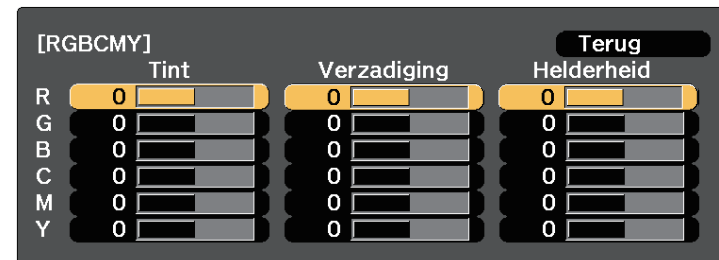 [RGBCMY] Terug
Tint Verzadiging Helderheid
R 0 0 0
G 0 0 0
B 0 0 0
C 0 0 0
M 0 0 0
Y 0 0 0